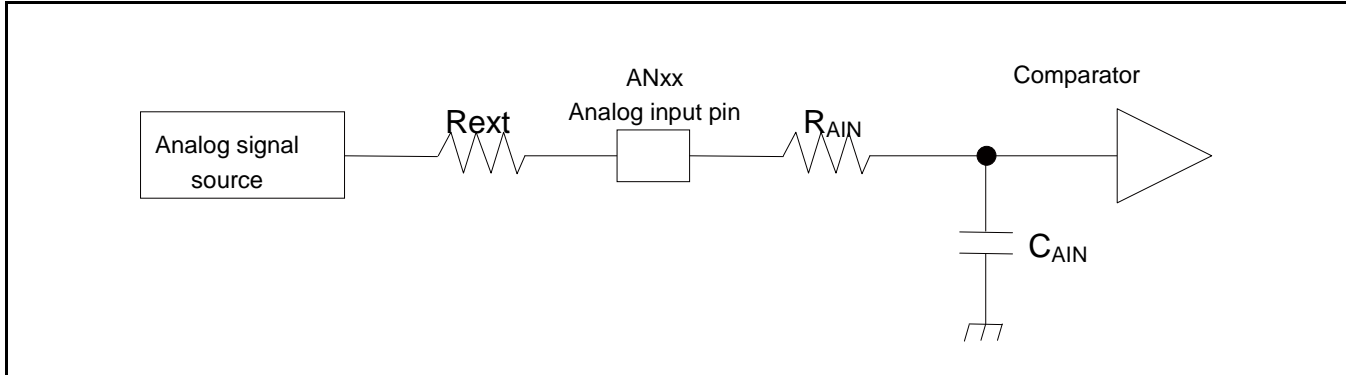 ANxx
Analog input pin
Comparator
Analog signal
source
Rext
RAIN
CAIN